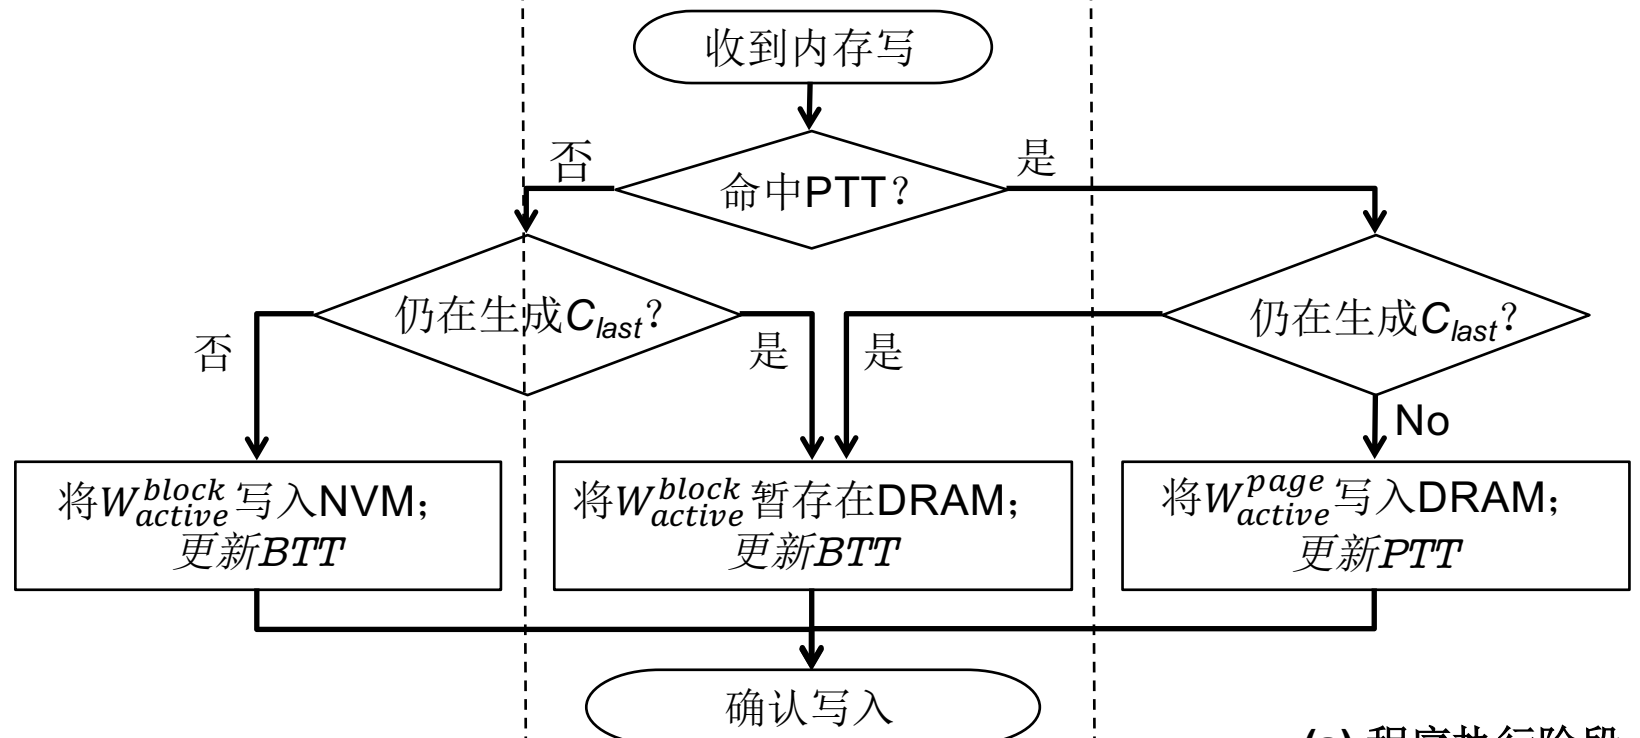 收到内存写
否
是
命中PTT？
仍在生成C_last？
仍在生成C_last？
否
是
是
No
将W_active^block写入NVM；
更新BTT
将W_active^block暂存在DRAM；
更新BTT
将W_active^page写入DRAM；
更新PTT
确认写入
(a) 程序执行阶段